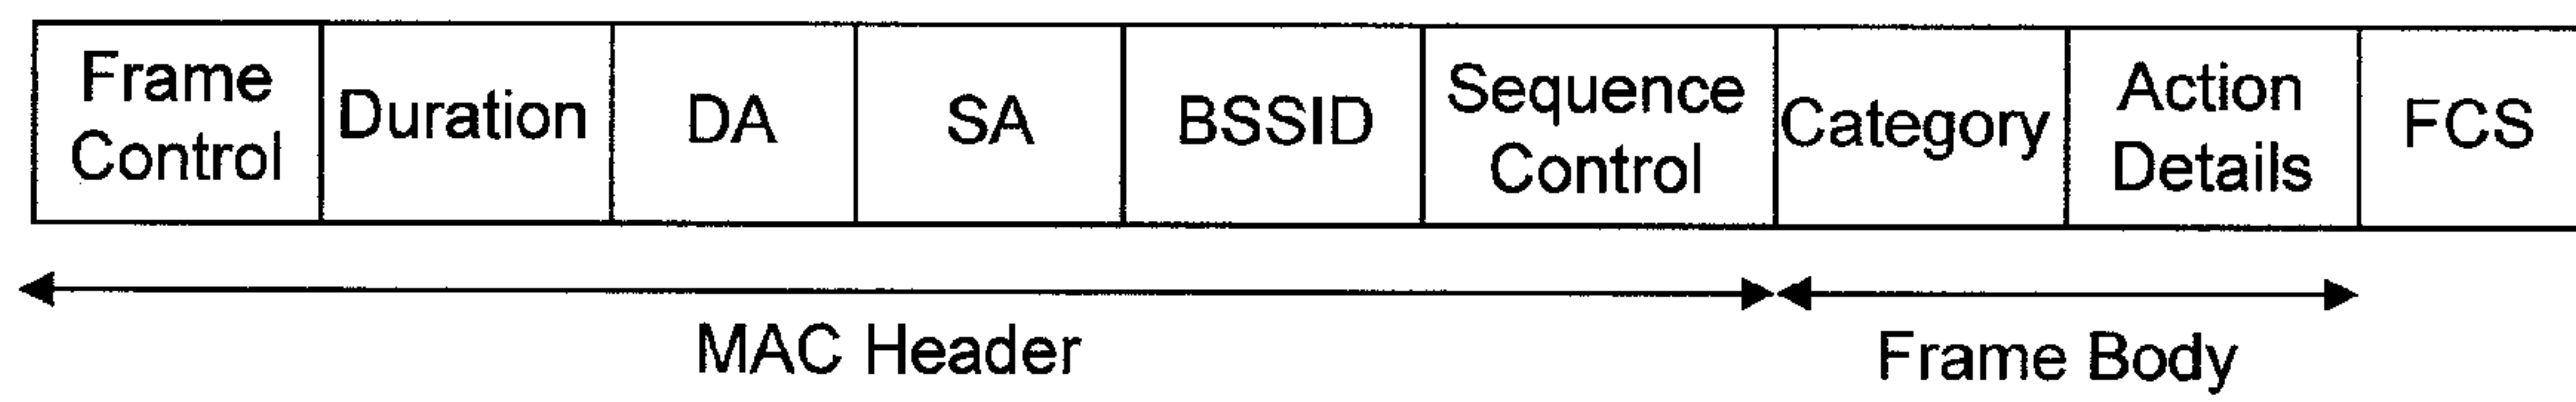 Frame
Control
Duration
DA
SA
BSSID
Sequence
Control
Category
Action
Details
FCS
MAC Header
Frame Body